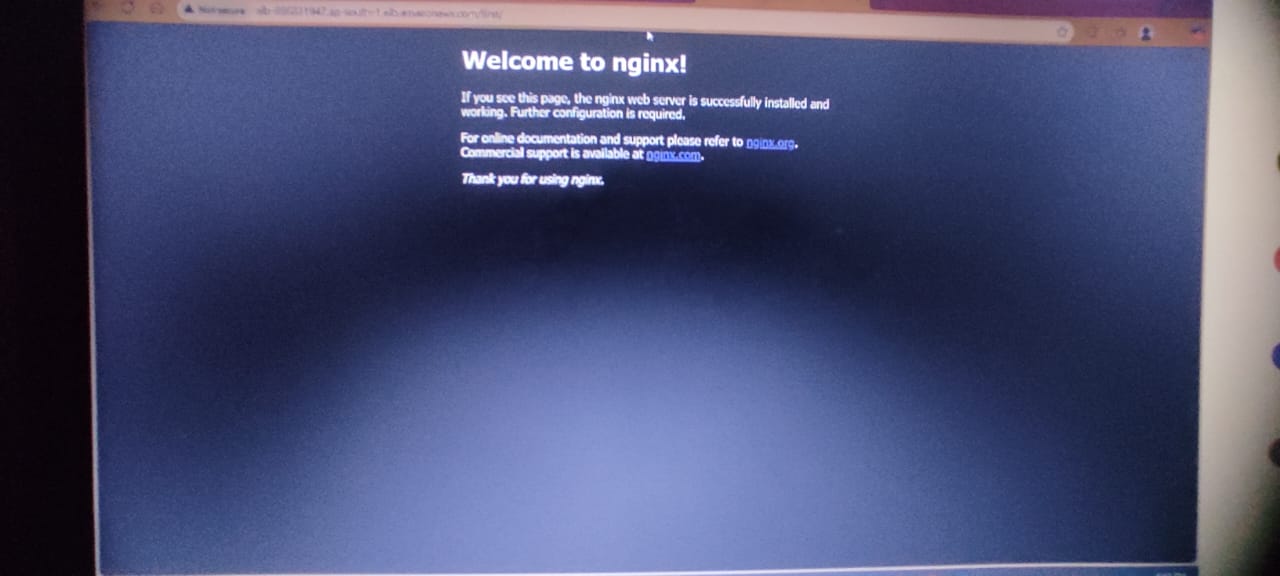 Not secure
Welcome to nginx!
If you see this page, the nginx web server is successfully installed and
working. Further configuration is required.
For online documentation and support please refer to nginx.org.
Commercial support is available at nginx.com.
Thank you for using nginx.